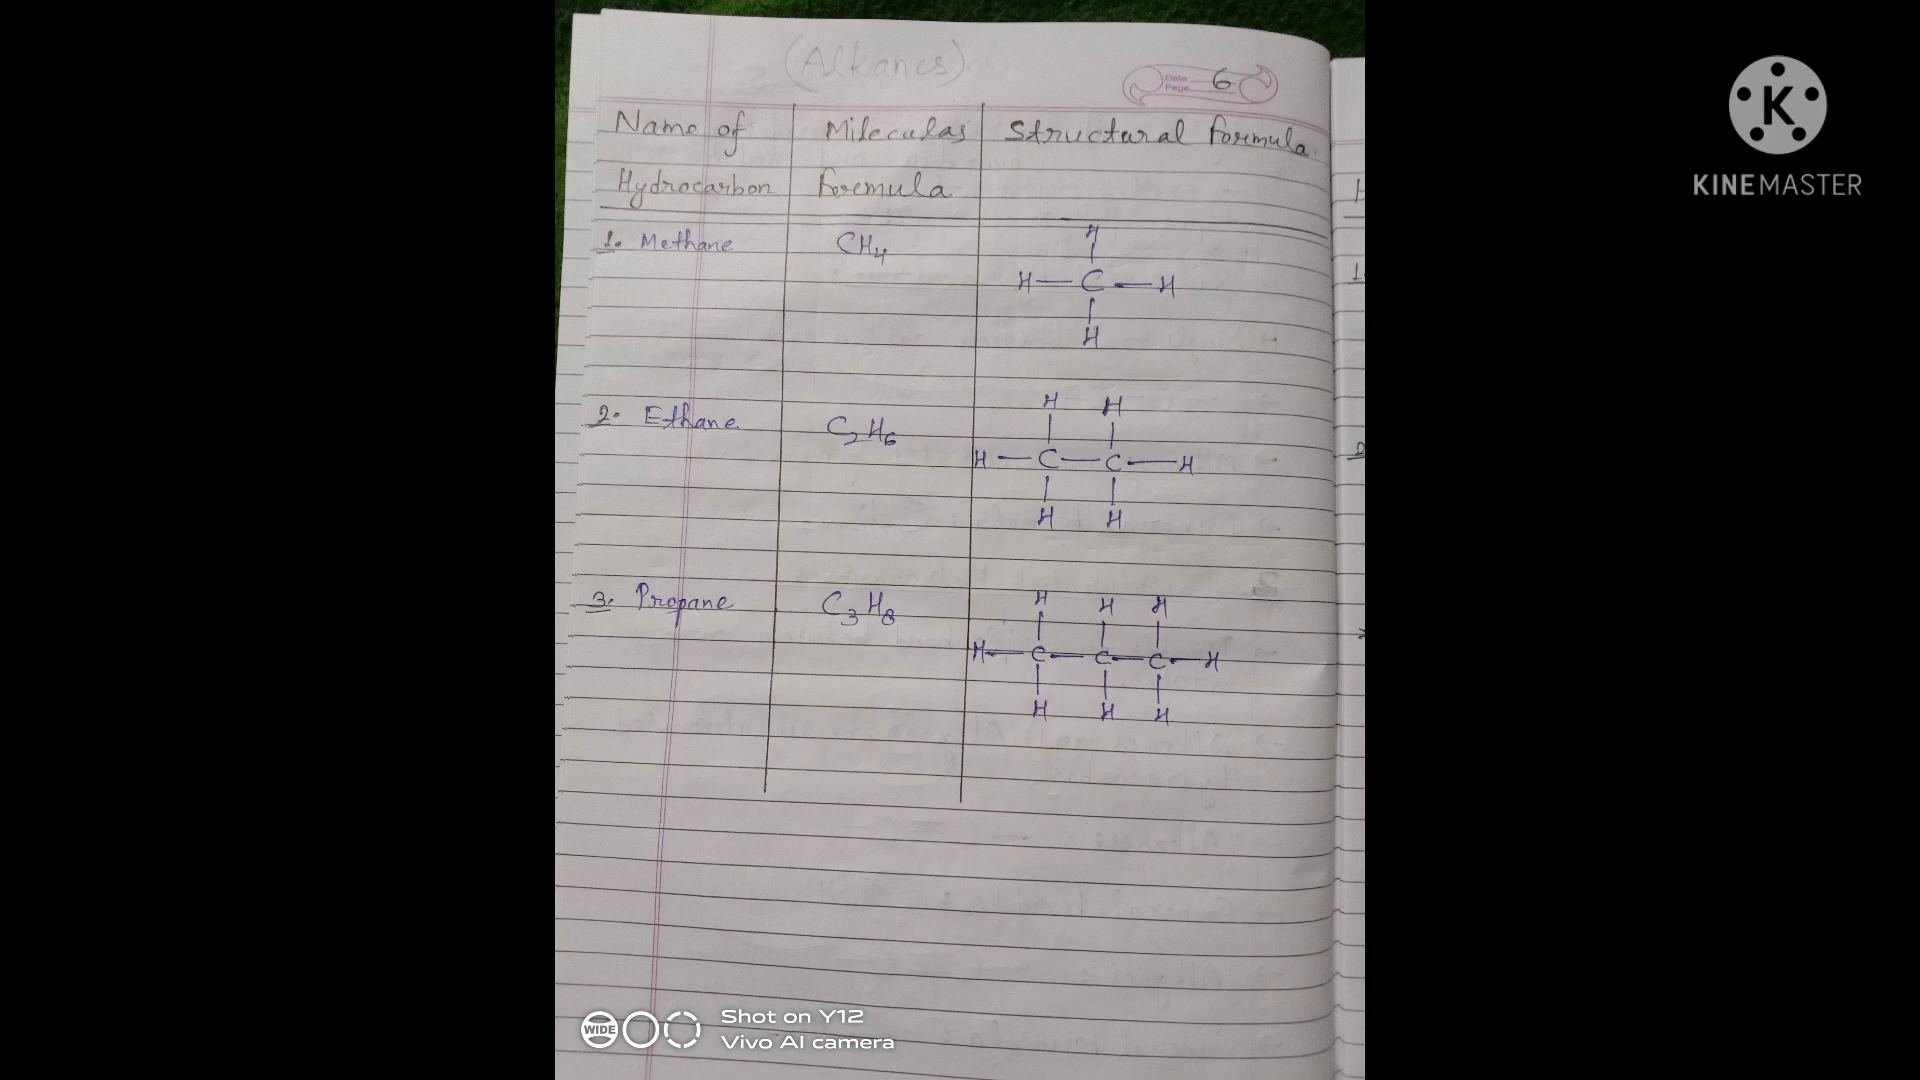 (Alkanes)
Date
Page 6
Name of Hydrocarbon
Moleculas Formula
Structural Formula.
1. Methane
CH4
H
H — C — H
H
2. Ethane
C2H6
H H
H — C — C — H
H H
3. Propane
C3H8
H H H
H — C — C — C — H
H H H
K
KINEMASTER
WIDE
Shot on Y12
Vivo AI camera